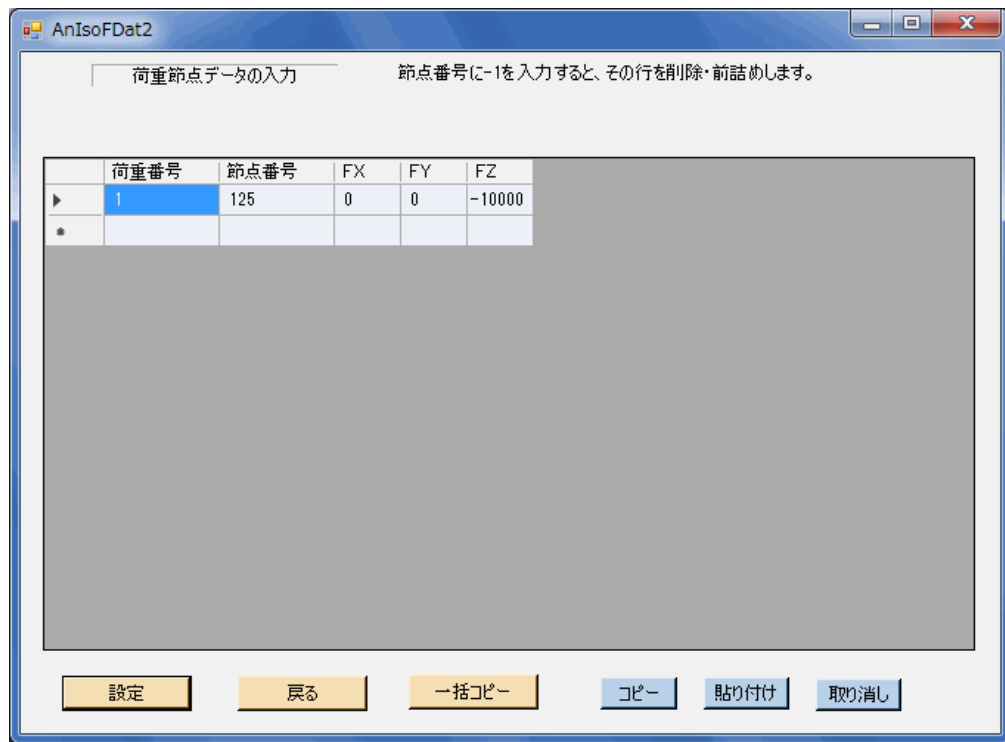 AnIsoFDat2
荷重節点データの入力 節点番号に-1を入力すると、その行を削除・前詰めします。
荷重番号 節点番号 FX FY FZ
1 125 0 0 -10000
設定 戻る 一括コピー コピー 貼り付け 取り消し